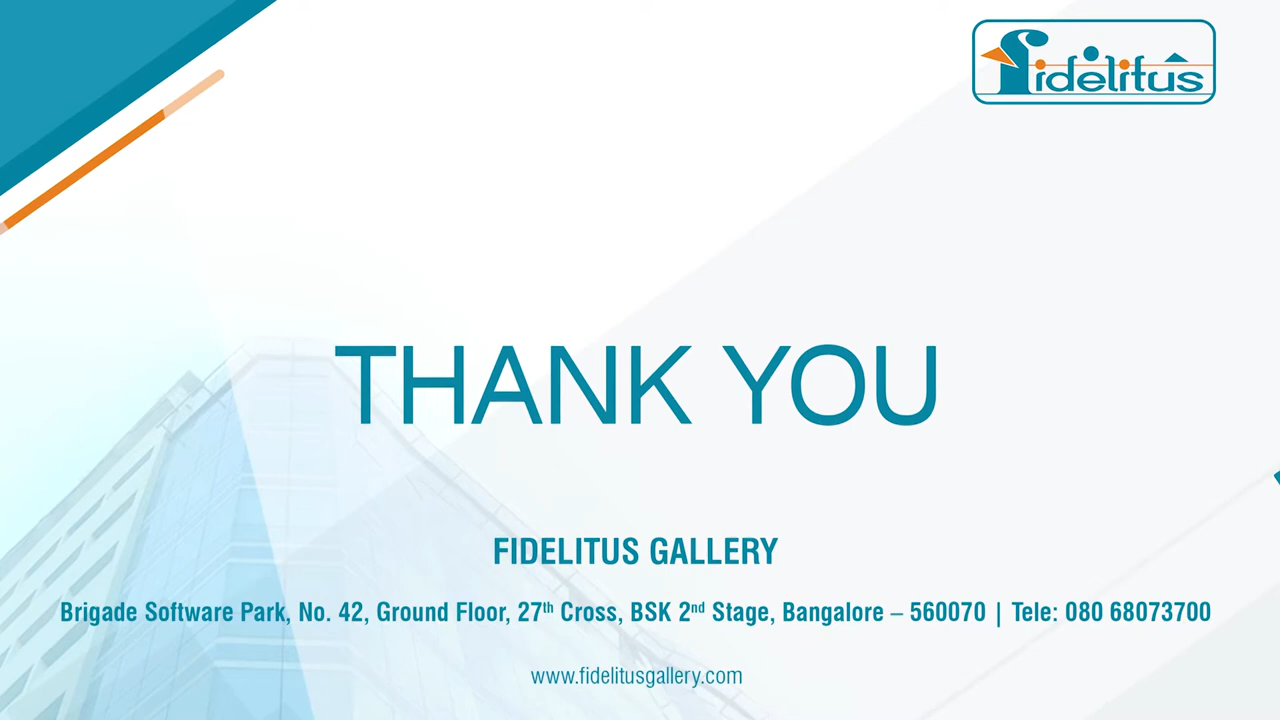 fidelitus
THANK YOU
FIDELITUS GALLERY
Brigade Software Park, No. 42, Ground Floor, 27th Cross, BSK 2nd Stage, Bangalore – 560070 | Tele: 080 68073700
www.fidelitusgallery.com